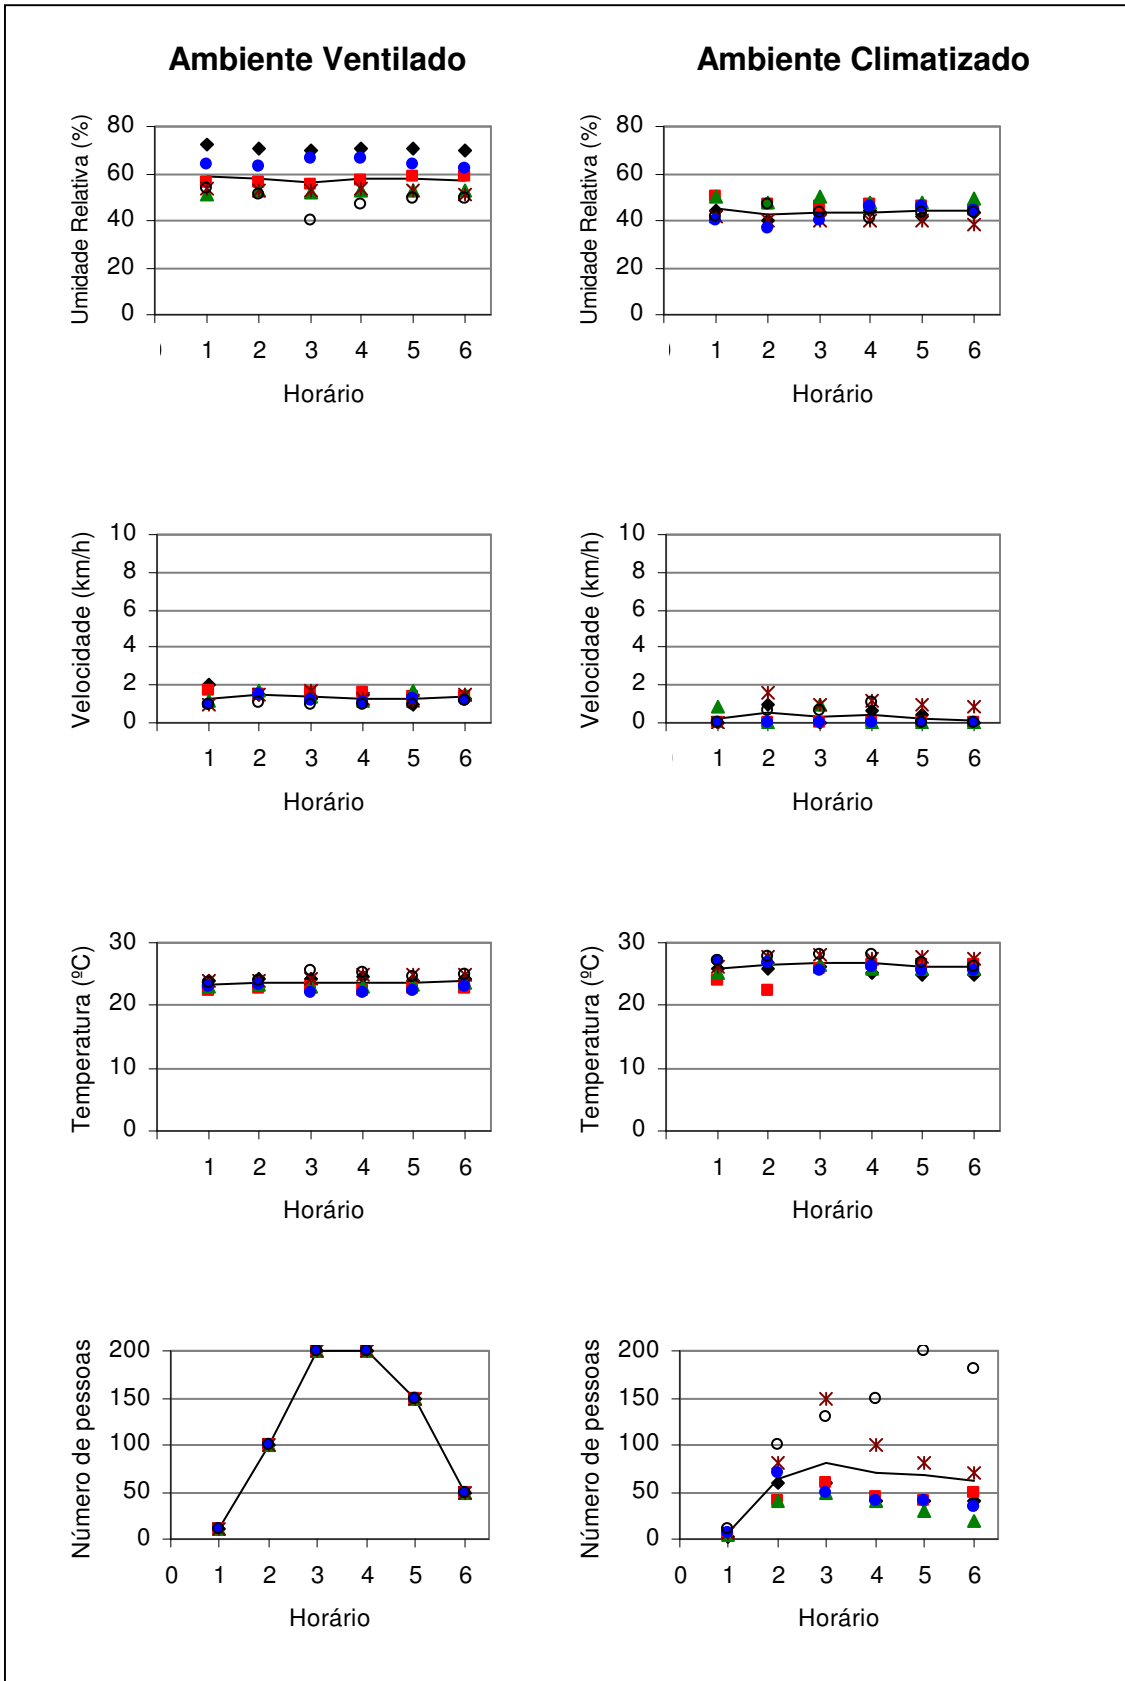 Ambiente Ventilado
Ambiente Climatizado
Umidade Relativa (%)
80
60
40
20
0
1 2 3 4 5 6
Horário
Umidade Relativa (%)
80
60
40
20
0
1 2 3 4 5 6
Horário
Velocidade (km/h)
10
8
6
4
2
0
1 2 3 4 5 6
Horário
Velocidade (km/h)
10
8
6
4
2
0
1 2 3 4 5 6
Horário
Temperatura (ºC)
30
20
10
0
1 2 3 4 5 6
Horário
Temperatura (ºC)
30
20
10
0
1 2 3 4 5 6
Horário
Número de pessoas
200
150
100
50
0
0 1 2 3 4 5 6
Horário
Número de pessoas
200
150
100
50
0
0 1 2 3 4 5 6
Horário